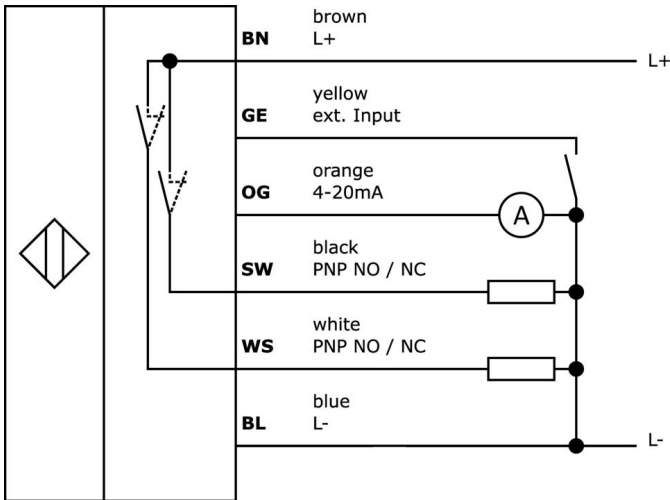 brown
BN L+ L+
yellow
GE ext. Input
orange
OG 4-20mA
A
black
SW PNP NO / NC
white
WS PNP NO / NC
blue
BL L- L-